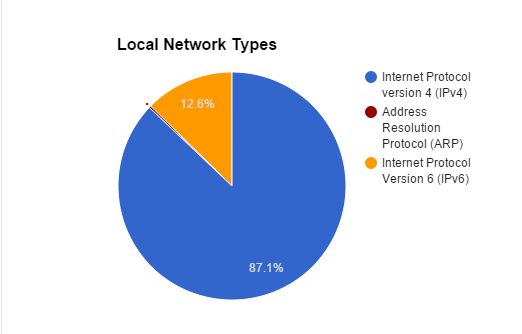 Local Network Types
12.6%
87.1%
Internet Protocol
version 4 (IPv4)
Address
Resolution
Protocol (ARP)
Internet Protocol
Version 6 (IPv6)